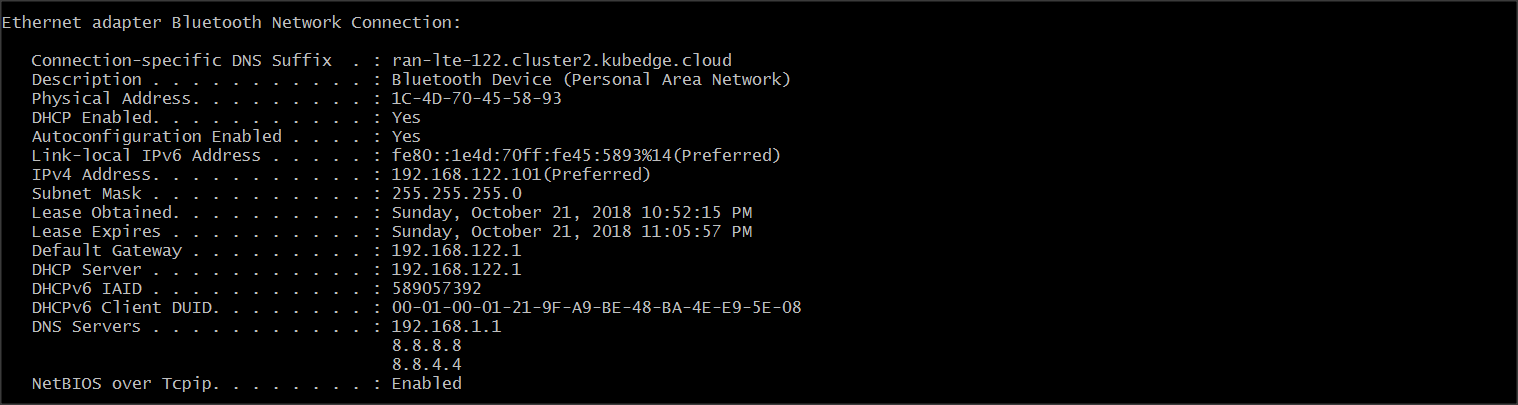 Ethernet adapter Bluetooth Network Connection:
Connection-specific DNS Suffix  . : ran-lte-122.cluster2.kubedge.cloud
Description . . . . . . . . . . . : Bluetooth Device (Personal Area Network)
Physical Address. . . . . . . . . : 1C-4D-70-45-58-93
DHCP Enabled. . . . . . . . . . . : Yes
Autoconfiguration Enabled . . . . : Yes
Link-local IPv6 Address . . . . . : fe80::1e4d:70ff:fe45:5893%14(Preferred)
IPv4 Address. . . . . . . . . . . : 192.168.122.101(Preferred)
Subnet Mask . . . . . . . . . . . : 255.255.255.0
Lease Obtained. . . . . . . . . . : Sunday, October 21, 2018 10:52:15 PM
Lease Expires . . . . . . . . . . : Sunday, October 21, 2018 11:05:57 PM
Default Gateway . . . . . . . . . : 192.168.122.1
DHCP Server . . . . . . . . . . . : 192.168.122.1
DHCPv6 IAID . . . . . . . . . . . : 589057392
DHCPv6 Client DUID. . . . . . . . : 00-01-00-01-21-9F-A9-BE-48-BA-4E-E9-5E-08
DNS Servers . . . . . . . . . . . : 192.168.1.1
8.8.8.8
8.8.4.4
NetBIOS over Tcpip. . . . . . . . : Enabled